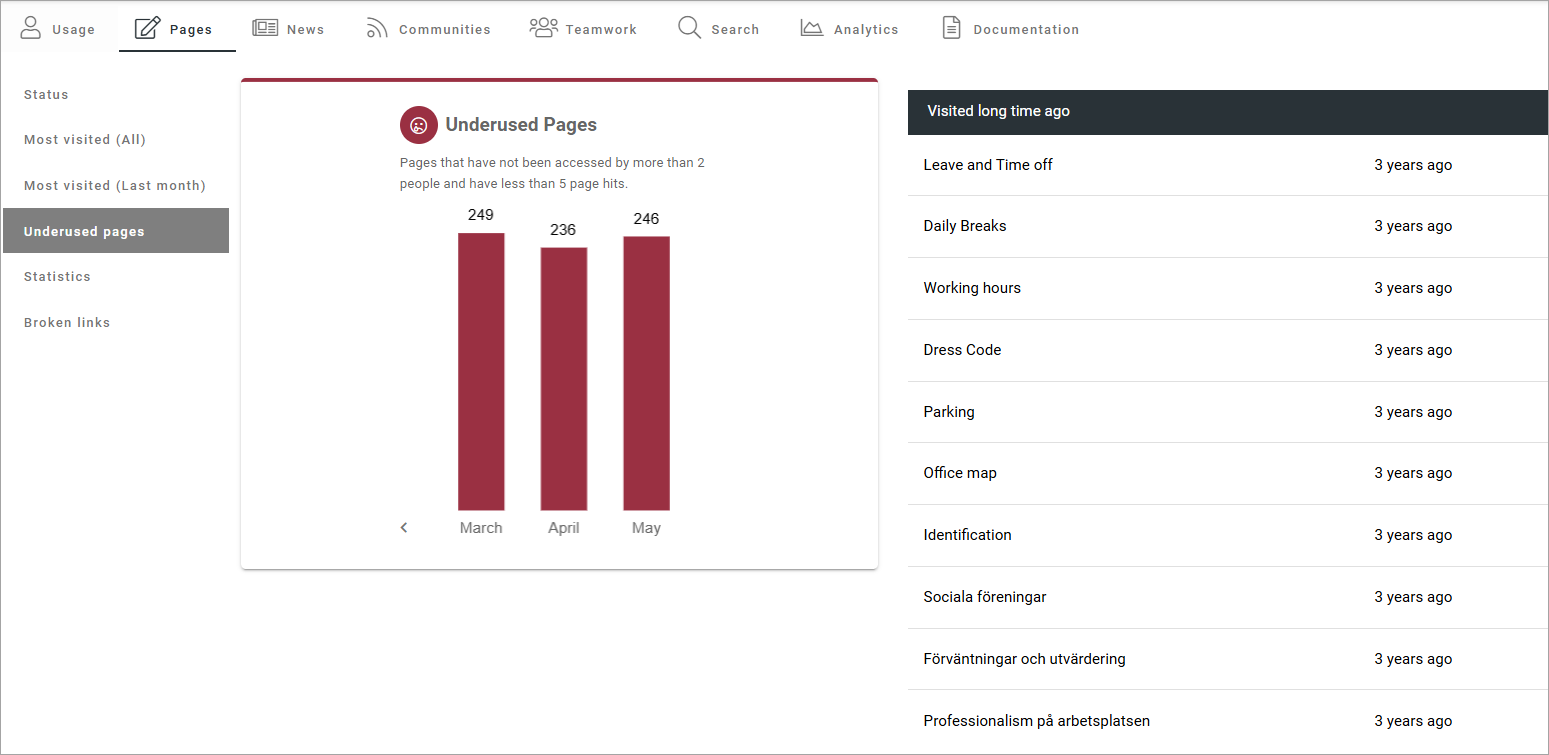 Usage
Pages
News
Communities
Teamwork
Search
Analytics
Documentation
Status
Most visited (All)
Most visited (Last month)
Underused pages
Statistics
Broken links
Underused Pages
Pages that have not been accessed by more than 2
people and have less than 5 page hits.
249
236
246
March
April
May
Visited long time ago
Leave and Time off 3 years ago
Daily Breaks 3 years ago
Working hours 3 years ago
Dress Code 3 years ago
Parking 3 years ago
Office map 3 years ago
Identification 3 years ago
Sociala föreningar 3 years ago
Förväntningar och utvärdering 3 years ago
Professionalism på arbetsplatsen 3 years ago